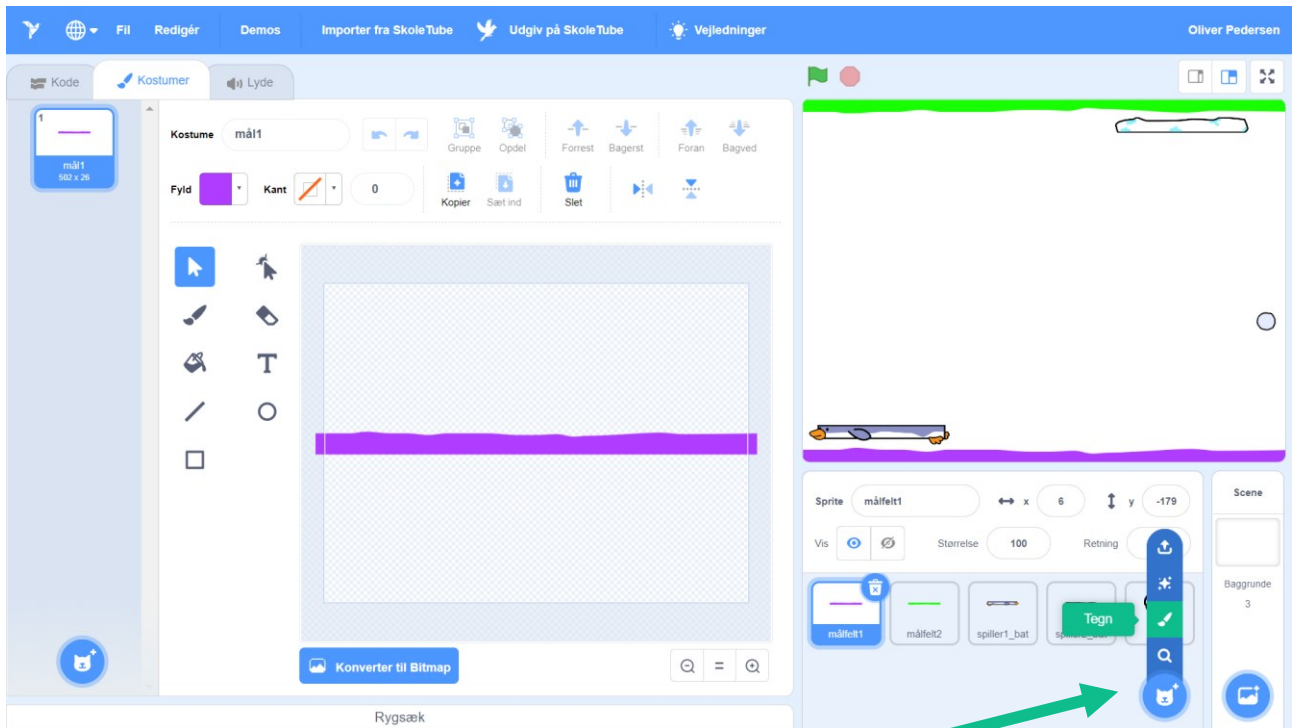 Fil Redigér Demos Importer fra SkoleTube Udgiv på SkoleTube Vejledninger Oliver Pedersen
Kode Kostumer Lyde
1
mål1
502 x 26
Kostume mål1
Gruppe Opdel Forrest Bagerst Foran Bagved
Fyld Kant 0
Kopier Sæt ind Slet
T
Konverter til Bitmap
Rygsæk
Sprite målfelt1 x 6 y -179
Vis Størrelse 100 Retning
målfelt1 målfelt2 spiller1_bat
Tegn
Scene
Baggrunde
3